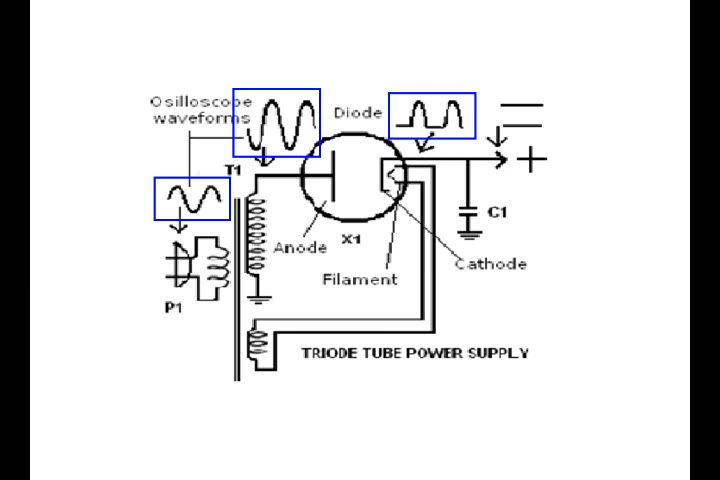 Osilloscope
waveforms
Diode
T1
Anode
X1
C1
Cathode
Filament
P1
TRIODE TUBE POWER SUPPLY
+